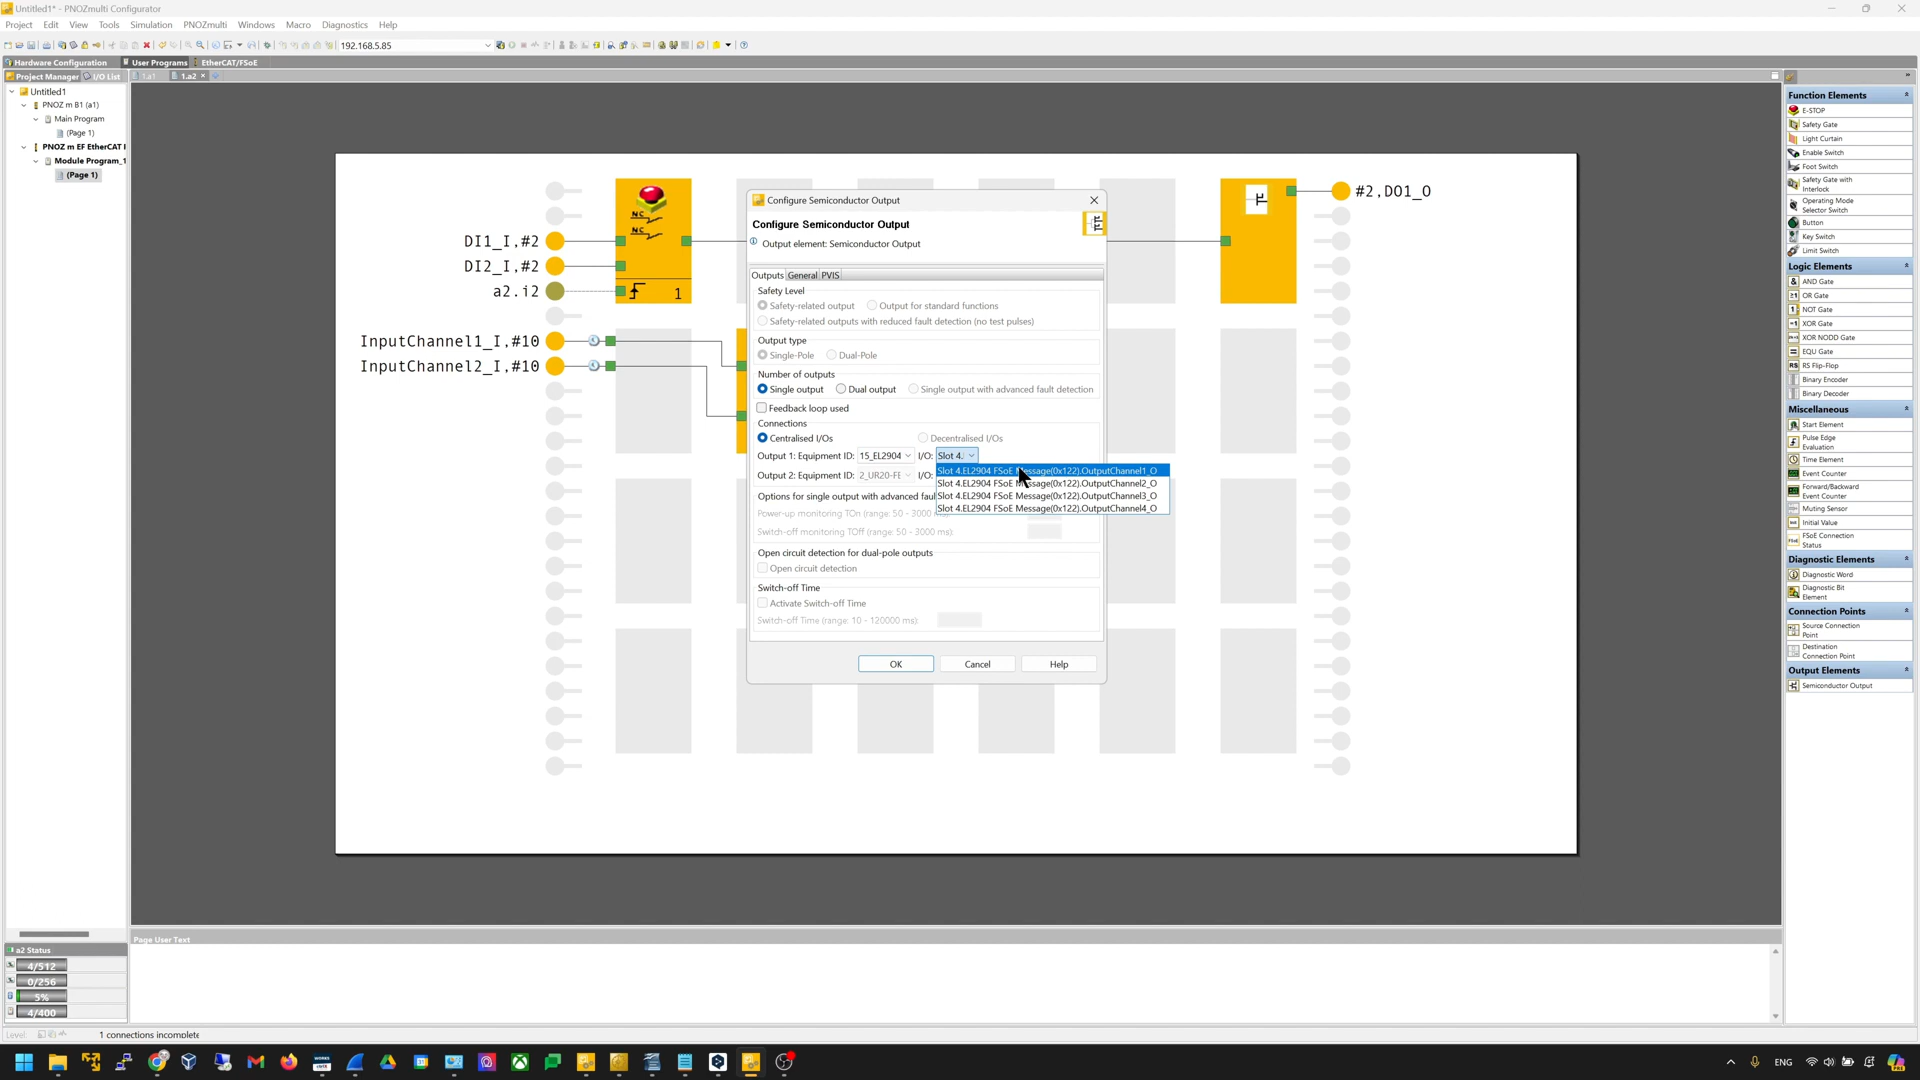 Untitled1* - PNOZmulti Configurator
Project Edit View Tools Simulation PNOZmulti Windows Macro Diagnostics Help
192.168.5.85
Hardware Configuration User Programs EtherCAT/FSoE
Project Manager I/O List 1.a1 1.a2
Untitled1
PNOZ m B1 (a1)
Main Program
(Page 1)
PNOZ m EF EtherCAT
Module Program_1
(Page 1)
DI1_I,#2
DI2_I,#2
a2.i2
InputChannel1_I,#10
InputChannel2_I,#10
NC
NC
1
#2,DO1_O
Configure Semiconductor Output
Configure Semiconductor Output
Output element: Semiconductor Output
Outputs General PVIS
Safety Level
Safety-related output Output for standard functions
Safety-related outputs with reduced fault detection (no test pulses)
Output type
Single-Pole Dual-Pole
Number of outputs
Single output Dual output Single output with advanced fault detection
Feedback loop used
Connections
Centralised I/Os Decentralised I/Os
Output 1: Equipment ID: 15_EL2904 I/O: Slot 4.
Slot 4.EL2904 FSoE Message(0x122).OutputChannel1_O
Slot 4.EL2904 FSoE Message(0x122).OutputChannel2_O
Slot 4.EL2904 FSoE Message(0x122).OutputChannel3_O
Slot 4.EL2904 FSoE Message(0x122).OutputChannel4_O
Output 2: Equipment ID: 2_UR20-FE I/O:
Options for single output with advanced faul
Power-up monitoring TOn (range: 50 - 3000
Switch-off monitoring TOff (range: 50 - 3000 ms):
Open circuit detection for dual-pole outputs
Open circuit detection
Switch-off Time
Activate Switch-off Time
Switch-off Time (range: 10 - 120000 ms):
OK Cancel Help
Function Elements
E-STOP
Safety Gate
Light Curtain
Enable Switch
Foot Switch
Safety Gate with
Interlock
Operating Mode
Selector Switch
Button
Key Switch
Limit Switch
Logic Elements
AND Gate
OR Gate
NOT Gate
XOR Gate
XOR NODD Gate
EQU Gate
RS Flip-Flop
Binary Encoder
Binary Decoder
Miscellaneous
Start Element
Pulse Edge
Evaluation
Time Element
Event Counter
Forward/Backward
Event Counter
Muting Sensor
Initial Value
FSoE Connection
Status
Diagnostic Elements
Diagnostic Word
Diagnostic Bit
Element
Connection Points
Source Connection
Point
Destination
Connection Point
Output Elements
Semiconductor Output
Page User Text
a2 Status
4/512
0/256
5%
4/400
Level: 1 connections incomplete
ENG